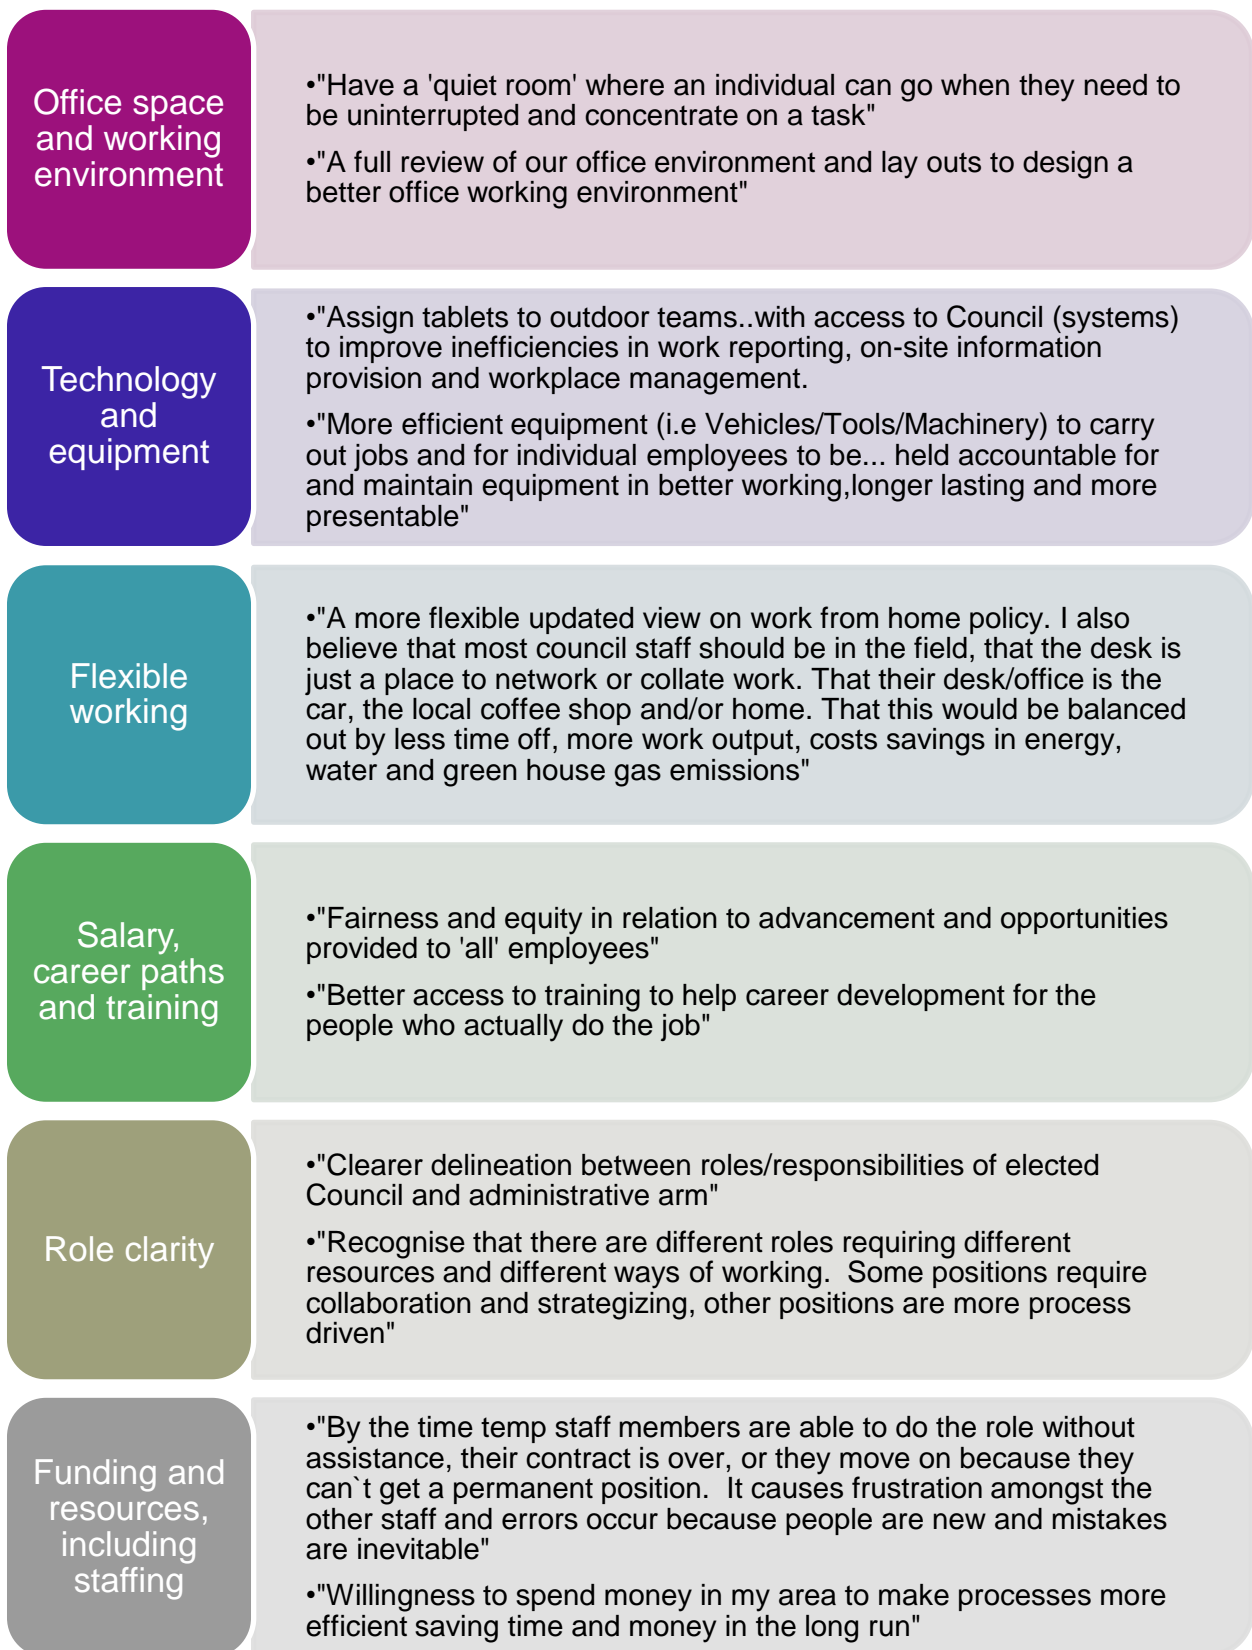 Office space
and working
environment
•"Have a 'quiet room' where an individual can go when they need to
be uninterrupted and concentrate on a task"
•"A full review of our office environment and lay outs to design a
better office working environment"
Technology
and
equipment
•"Assign tablets to outdoor teams..with access to Council (systems)
to improve inefficiencies in work reporting, on-site information
provision and workplace management.
•"More efficient equipment (i.e Vehicles/Tools/Machinery) to carry
out jobs and for individual employees to be... held accountable for
and maintain equipment in better working,longer lasting and more
presentable"
Flexible
working
•"A more flexible updated view on work from home policy. I also
believe that most council staff should be in the field, that the desk is
just a place to network or collate work. That their desk/office is the
car, the local coffee shop and/or home. That this would be balanced
out by less time off, more work output, costs savings in energy,
water and green house gas emissions"
Salary,
career paths
and training
•"Fairness and equity in relation to advancement and opportunities
provided to 'all' employees"
•"Better access to training to help career development for the
people who actually do the job"
Role clarity
•"Clearer delineation between roles/responsibilities of elected
Council and administrative arm"
•"Recognise that there are different roles requiring different
resources and different ways of working.  Some positions require
collaboration and strategizing, other positions are more process
driven"
Funding and
resources,
including
staffing
•"By the time temp staff members are able to do the role without
assistance, their contract is over, or they move on because they
can`t get a permanent position.  It causes frustration amongst the
other staff and errors occur because people are new and mistakes
are inevitable"
•"Willingness to spend money in my area to make processes more
efficient saving time and money in the long run"